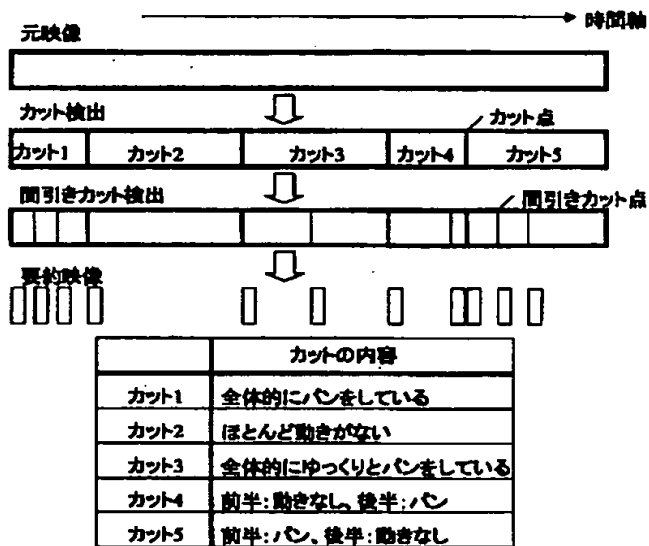 時間軸
元映像
カット検出
カット点
カット1 カット2 カット3 カット4 カット5
間引きカット検出
間引きカット点
要約映像
カットの内容
カット1 全体的にパンをしている
カット2 ほとんど動きがない
カット3 全体的にゆっくりとパンをしている
カット4 前半:動きなし、後半:パン
カット5 前半:パン、後半:動きなし